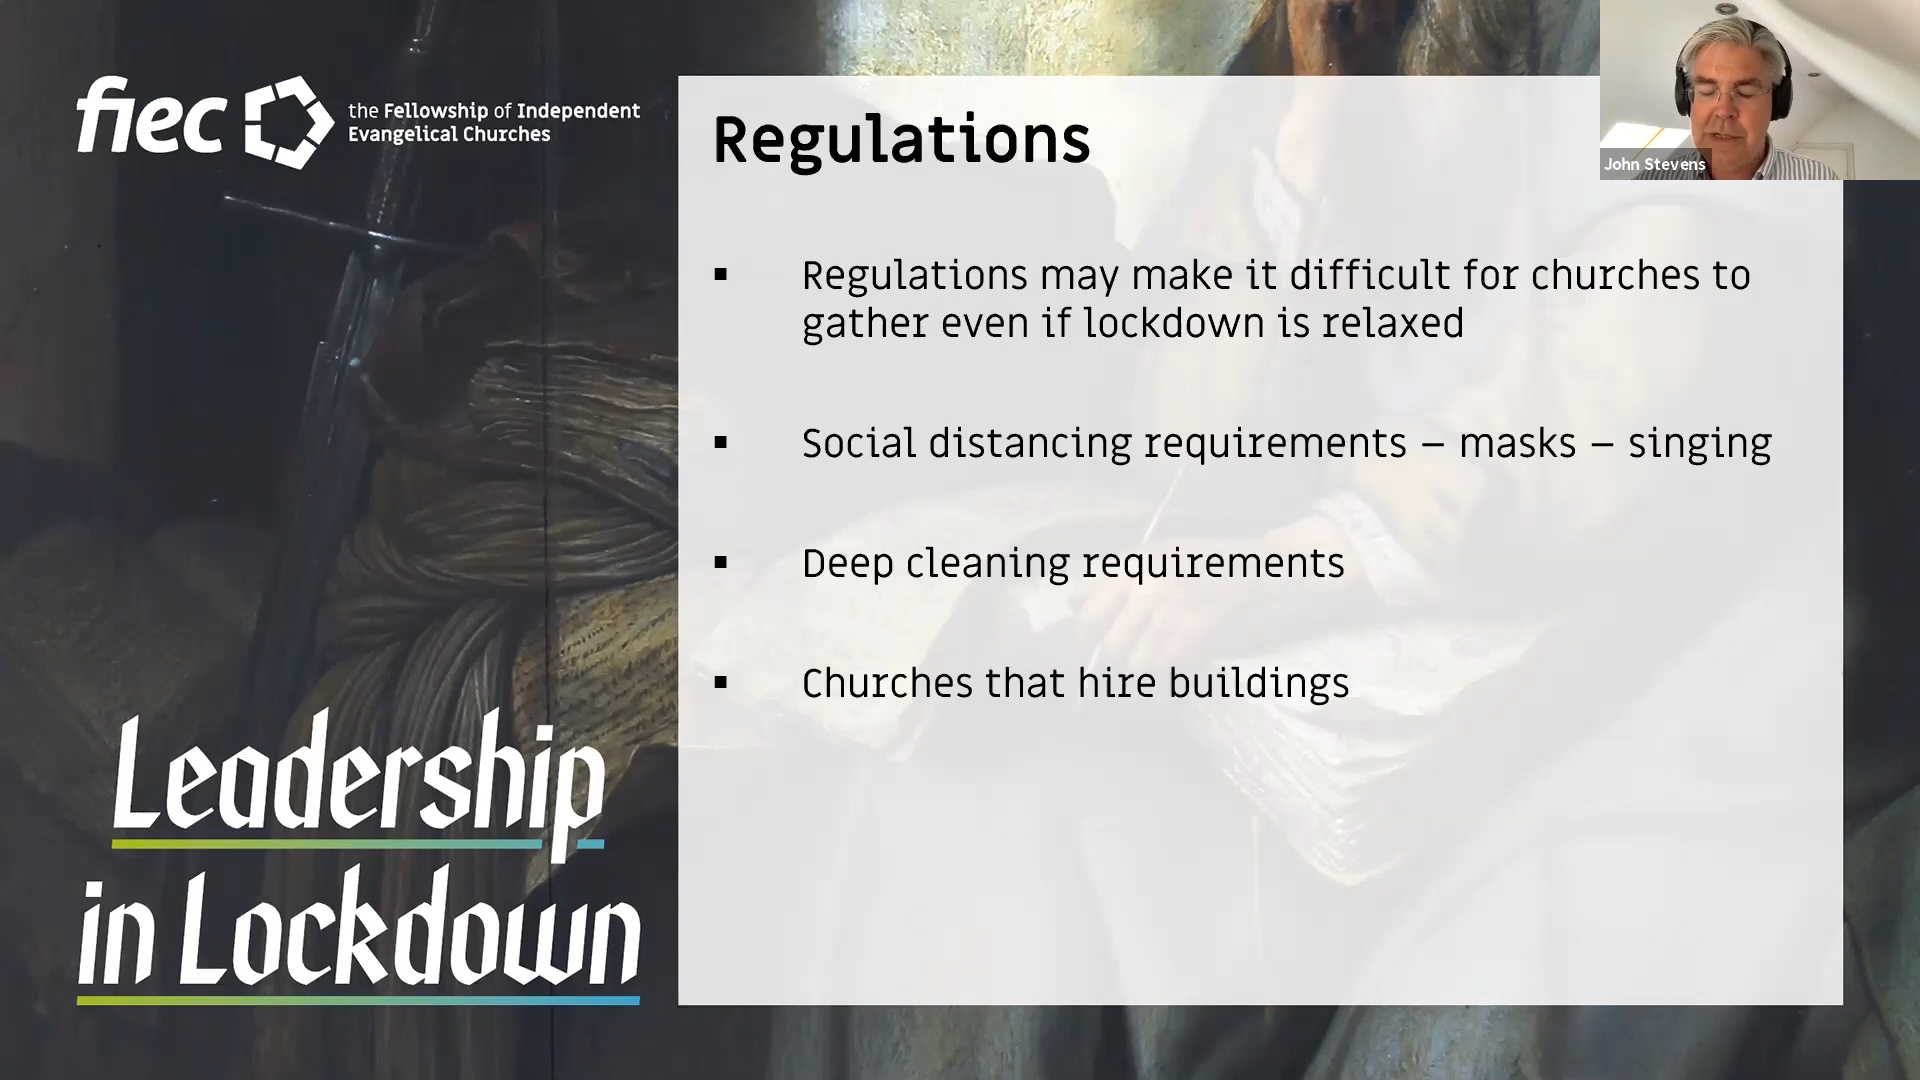 fiec
the Fellowship of Independent
Evangelical Churches
Regulations
John Stevens
▪ Regulations may make it difficult for churches to
gather even if lockdown is relaxed
▪ Social distancing requirements – masks – singing
▪ Deep cleaning requirements
▪ Churches that hire buildings
Leadership
in Lockdown